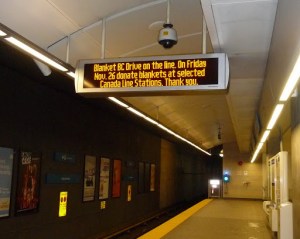 Blanket BC Drive on the line. On Friday
Nov. 26 donate blankets at selected
Canada Line Stations. Thank you.